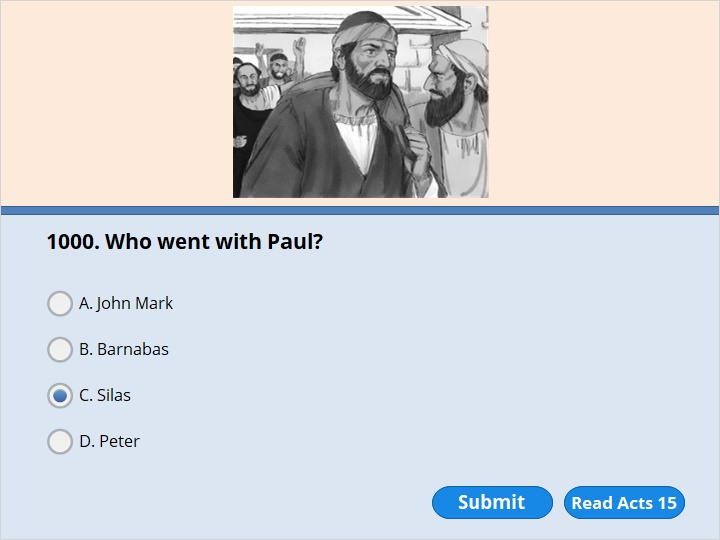 1000. Who went with Paul?
A. John Mark
B. Barnabas
C. Silas
D. Peter
Submit
Read Acts 15